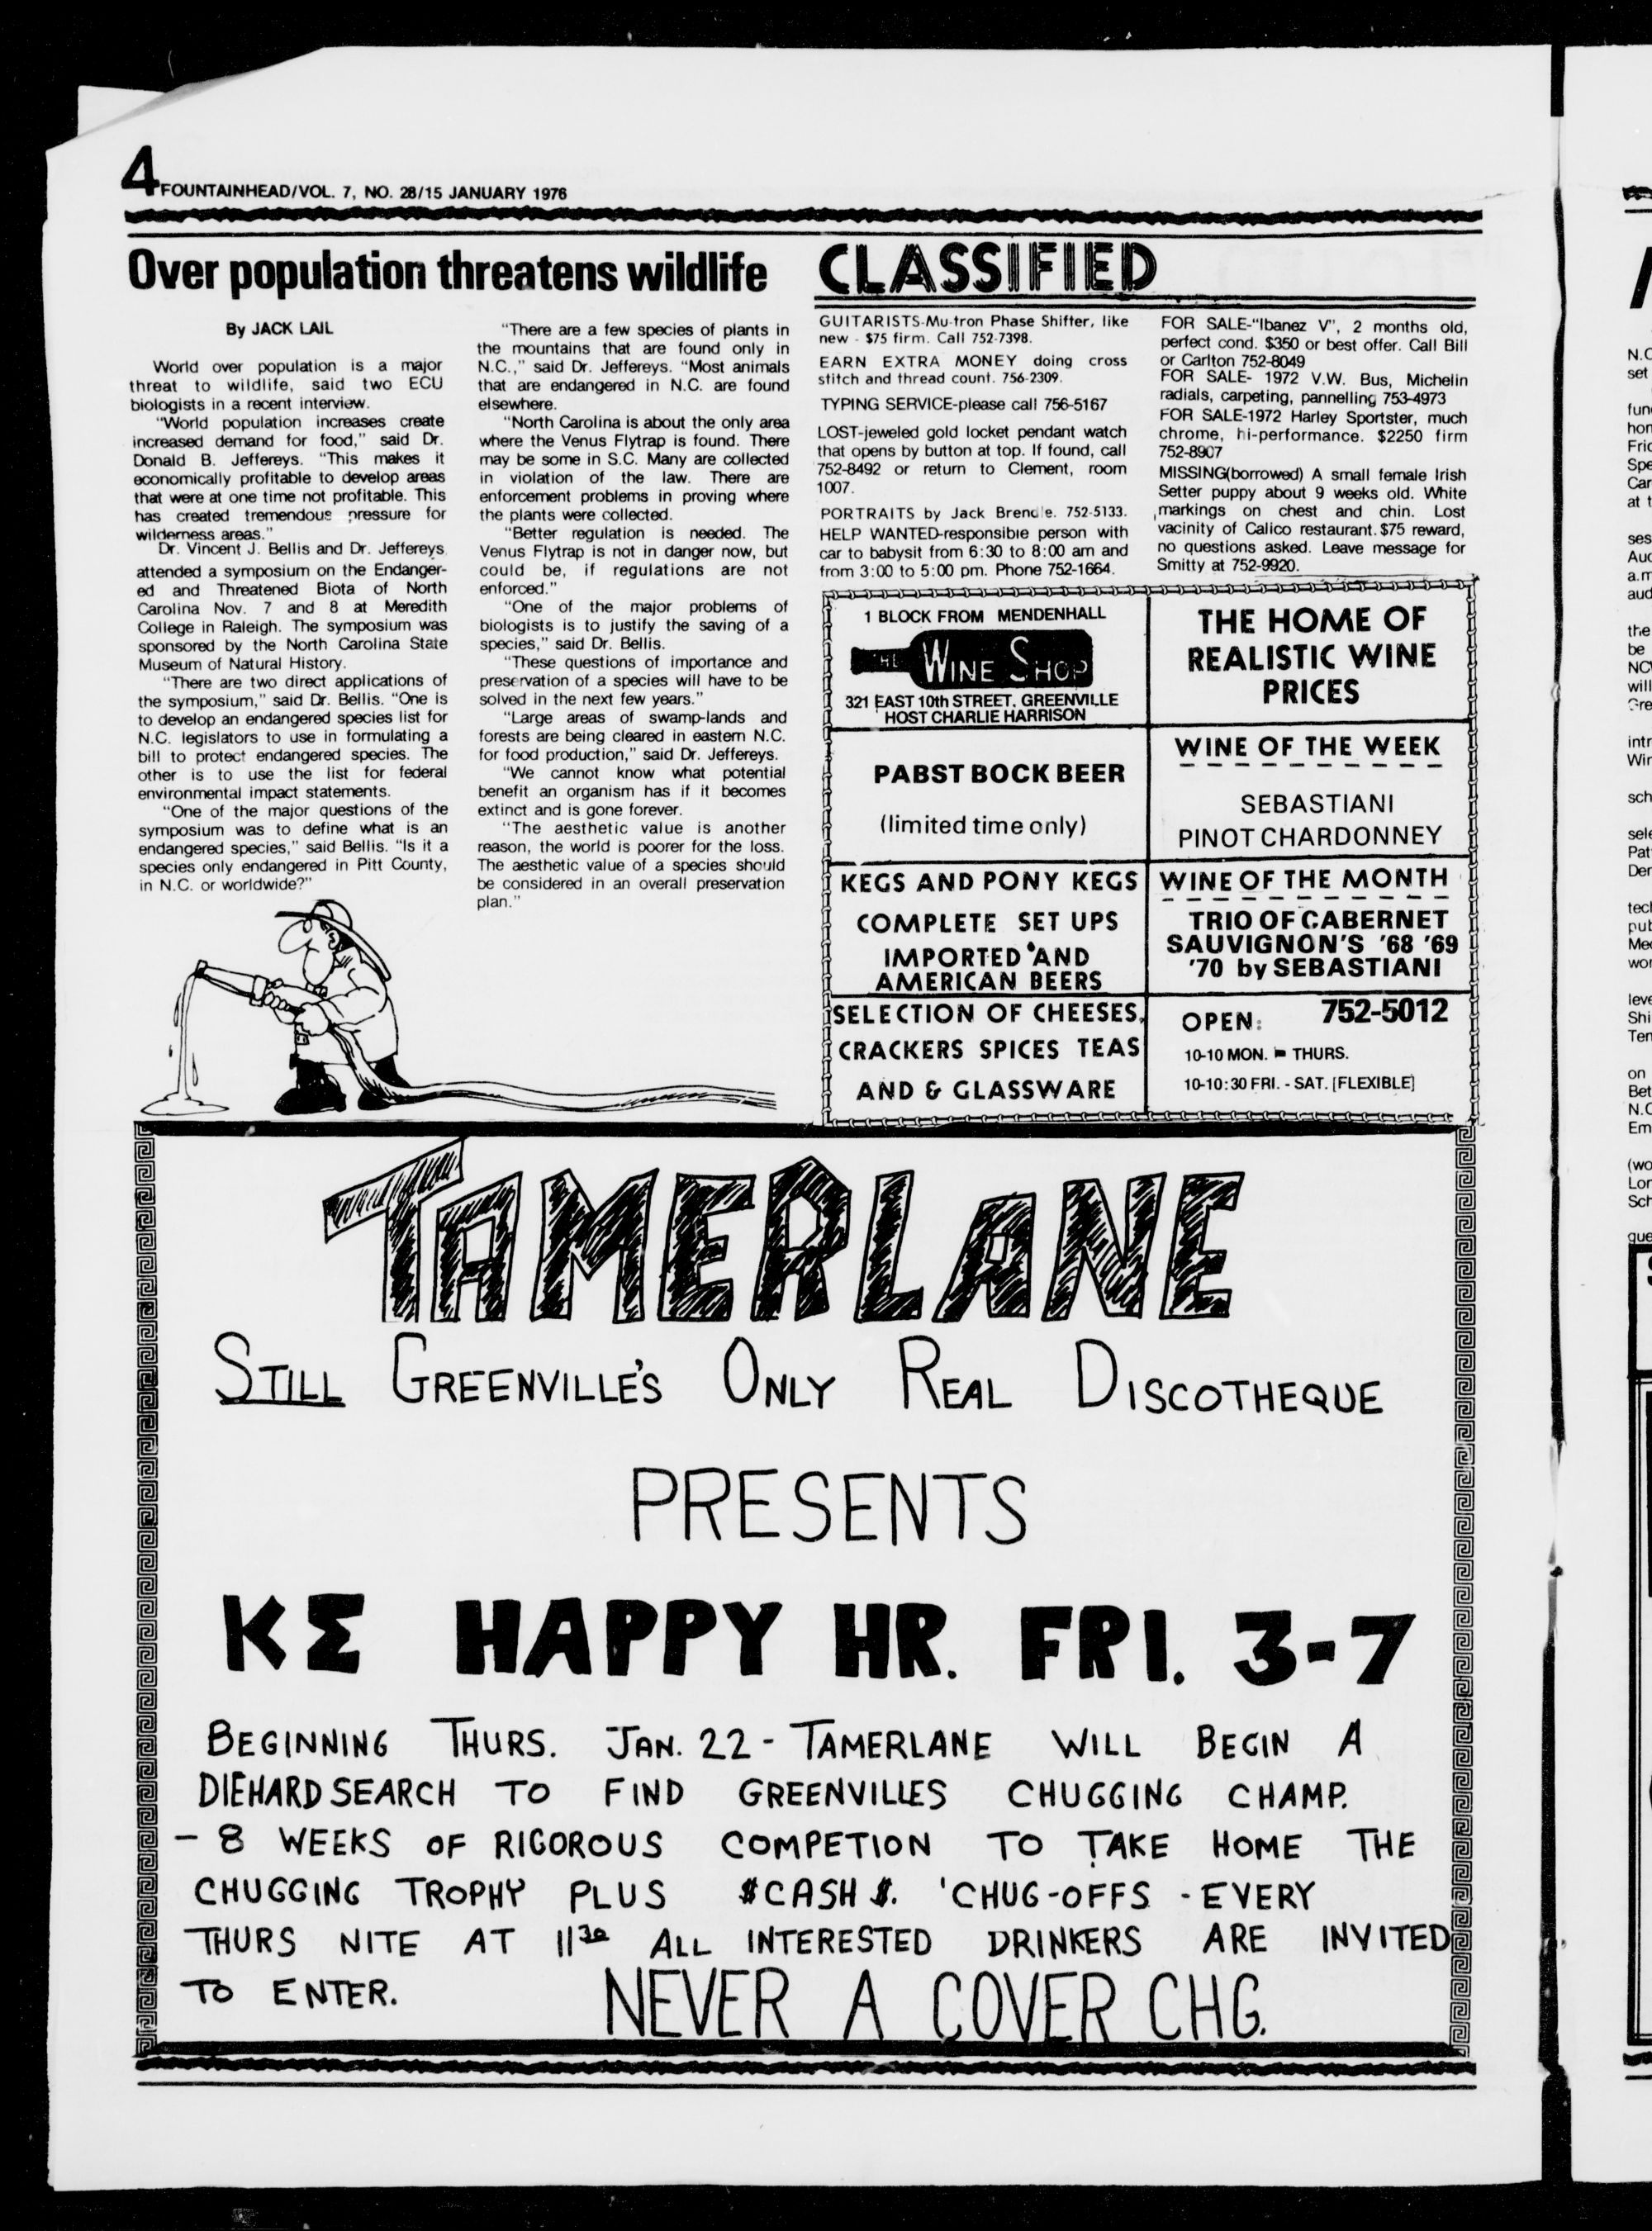 4 FOUNTAINHEAD/VOL. 7, NO. 28/15 JANUARY 1976
Over population threatens wildlife
By JACK LAIL
World over population is a major
threat to wildlife, said two ECU
biologists in a recent interview.
"World population increases create
increased demand for food," said Dr.
Donald B. Jeffereys. "This makes it
economically profitable to develop areas
that were at one time not profitable. This
has created tremendous pressure for
wilderness areas."
Dr. Vincent J. Bellis and Dr. Jeffereys
attended a symposium on the Endanger-
ed and Threatened Biota of North
Carolina Nov. 7 and 8 at Meredith
College in Raleigh. The symposium was
sponsored by the North Carolina State
Museum of Natural History.
"There are two direct applications of
the symposium," said Dr. Bellis. "One is
to develop an endangered species list for
N.C. legislators to use in formulating a
bill to protect endangered species. The
other is to use the list for federal
environmental impact statements.
"One of the major questions of the
symposium was to define what is an
endangered species," said Bellis. "Is it a
species only endangered in Pitt County,
in N.C. or worldwide?"
"There are a few species of plants in
the mountains that are found only in
N.C.," said Dr. Jeffereys. "Most animals
that are endangered in N.C. are found
elsewhere.
"North Carolina is about the only area
where the Venus Flytrap is found. There
may be some in S.C. Many are collected
in violation of the law. There are
enforcement problems in proving where
the plants were collected.
"Better regulation is needed. The
Venus Flytrap is not in danger now, but
could be, if regulations are not
enforced."
"One of the major problems of
biologists is to justify the saving of a
species," said Dr. Bellis.
"These questions of importance and
preservation of a species will have to be
solved in the next few years."
"Large areas of swamp-lands and
forests are being cleared in eastern N.C.
for food production," said Dr. Jeffereys.
"We cannot know what potential
benefit an organism has if it becomes
extinct and is gone forever.
"The aesthetic value is another
reason, the world is poorer for the loss.
The aesthetic value of a species should
be considered in an overall preservation
plan."
CLASSIFIED
GUITARISTS-Mu-tron Phase Shifter, like
new - $75 firm. Call 752-7398.
EARN EXTRA MONEY doing cross
stitch and thread count. 756-2309.
TYPING SERVICE-please call 756-5167
LOST-jeweled gold locket pendant watch
that opens by button at top. If found, call
752-8492 or return to Clement, room
1007.
PORTRAITS by Jack Brendle. 752-5133.
HELP WANTED-responsible person with
car to babysit from 6:30 to 8:00 am and
from 3:00 to 5:00 pm. Phone 752-1664.
FOR SALE-"Ibanez V", 2 months old,
perfect cond. $350 or best offer. Call Bill
or Carlton 752-8049
FOR SALE- 1972 V.W. Bus, Michelin
radials, carpeting, pannelling 753-4973
FOR SALE-1972 Harley Sportster, much
chrome, hi-performance. $2250 firm
752-8907
MISSING(borrowed) A small female Irish
Setter puppy about 9 weeks old. White
markings on chest and chin. Lost
vacinity of Calico restaurant. $75 reward,
no questions asked. Leave message for
Smitty at 752-9920.
1 BLOCK FROM MENDENHALL
THE WINE SHOP
321 EAST 10th STREET, GREENVILLE
HOST CHARLIE HARRISON
THE HOME OF
REALISTIC WINE
PRICES
PABST BOCK BEER
(limited time only)
WINE OF THE WEEK
SEBASTIANI
PINOT CHARDONNEY
KEGS AND PONY KEGS
COMPLETE SET UPS
IMPORTED AND
AMERICAN BEERS
WINE OF THE MONTH
TRIO OF CABERNET
SAUVIGNON'S '68 '69
'70 by SEBASTIANI
SELECTION OF CHEESES,
CRACKERS SPICES TEAS
AND & GLASSWARE
752-5012
OPEN:
10-10 MON. - THURS.
10-10:30 FRI. - SAT. [FLEXIBLE]
TAMERLANE
STILL GREENVILLE'S ONLY REAL DISCOTHEQUE
PRESENTS
ΚΣ HAPPY HR. FRI. 3-7
BEGINNING THURS. JAN. 22 - TAMERLANE WILL BEGIN A
DIEHARD SEARCH TO FIND GREENVILLES CHUGGING CHAMP.
- 8 WEEKS OF RIGOROUS COMPETION TO TAKE HOME THE
CHUGGING TROPHY PLUS $CASH$. 'CHUG-OFFS - EVERY
THURS NITE AT 11 30 ALL INTERESTED DRINKERS ARE INVITED
TO ENTER.
NEVER A COVER CHG.